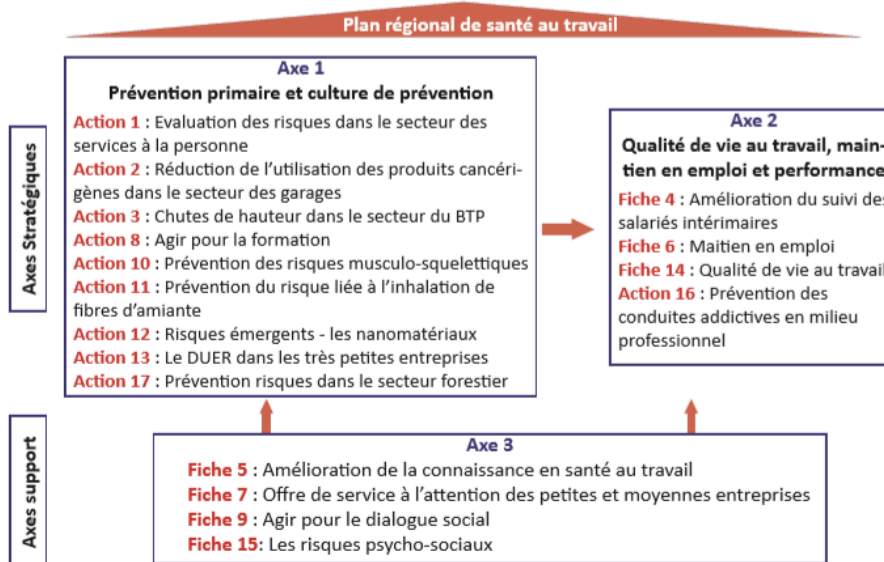 Plan régional de santé au travail
Axes Stratégiques
Axe 1
Prévention primaire et culture de prévention
Action 1 : Evaluation des risques dans le secteur des
services à la personne
Action 2 : Réduction de l'utilisation des produits cancéri-
gènes dans le secteur des garages
Action 3 : Chutes de hauteur dans le secteur du BTP
Action 8 : Agir pour la formation
Action 10 : Prévention des risques musculo-squelettiques
Action 11 : Prévention du risque liée à l'inhalation de
fibres d'amiante
Action 12 : Risques émergents - les nanomatériaux
Action 13 : Le DUER dans les très petites entreprises
Action 17 : Prévention risques dans le secteur forestier
Axe 2
Qualité de vie au travail, main-
tien en emploi et performance
Fiche 4 : Amélioration du suivi des
salariés intérimaires
Fiche 6 : Maitien en emploi
Fiche 14 : Qualité de vie au travail
Action 16 : Prévention des
conduites addictives en milieu
professionnel
Axes support
Axe 3
Fiche 5 : Amélioration de la connaissance en santé au travail
Fiche 7 : Offre de service à l'attention des petites et moyennes entreprises
Fiche 9 : Agir pour le dialogue social
Fiche 15: Les risques psycho-sociaux